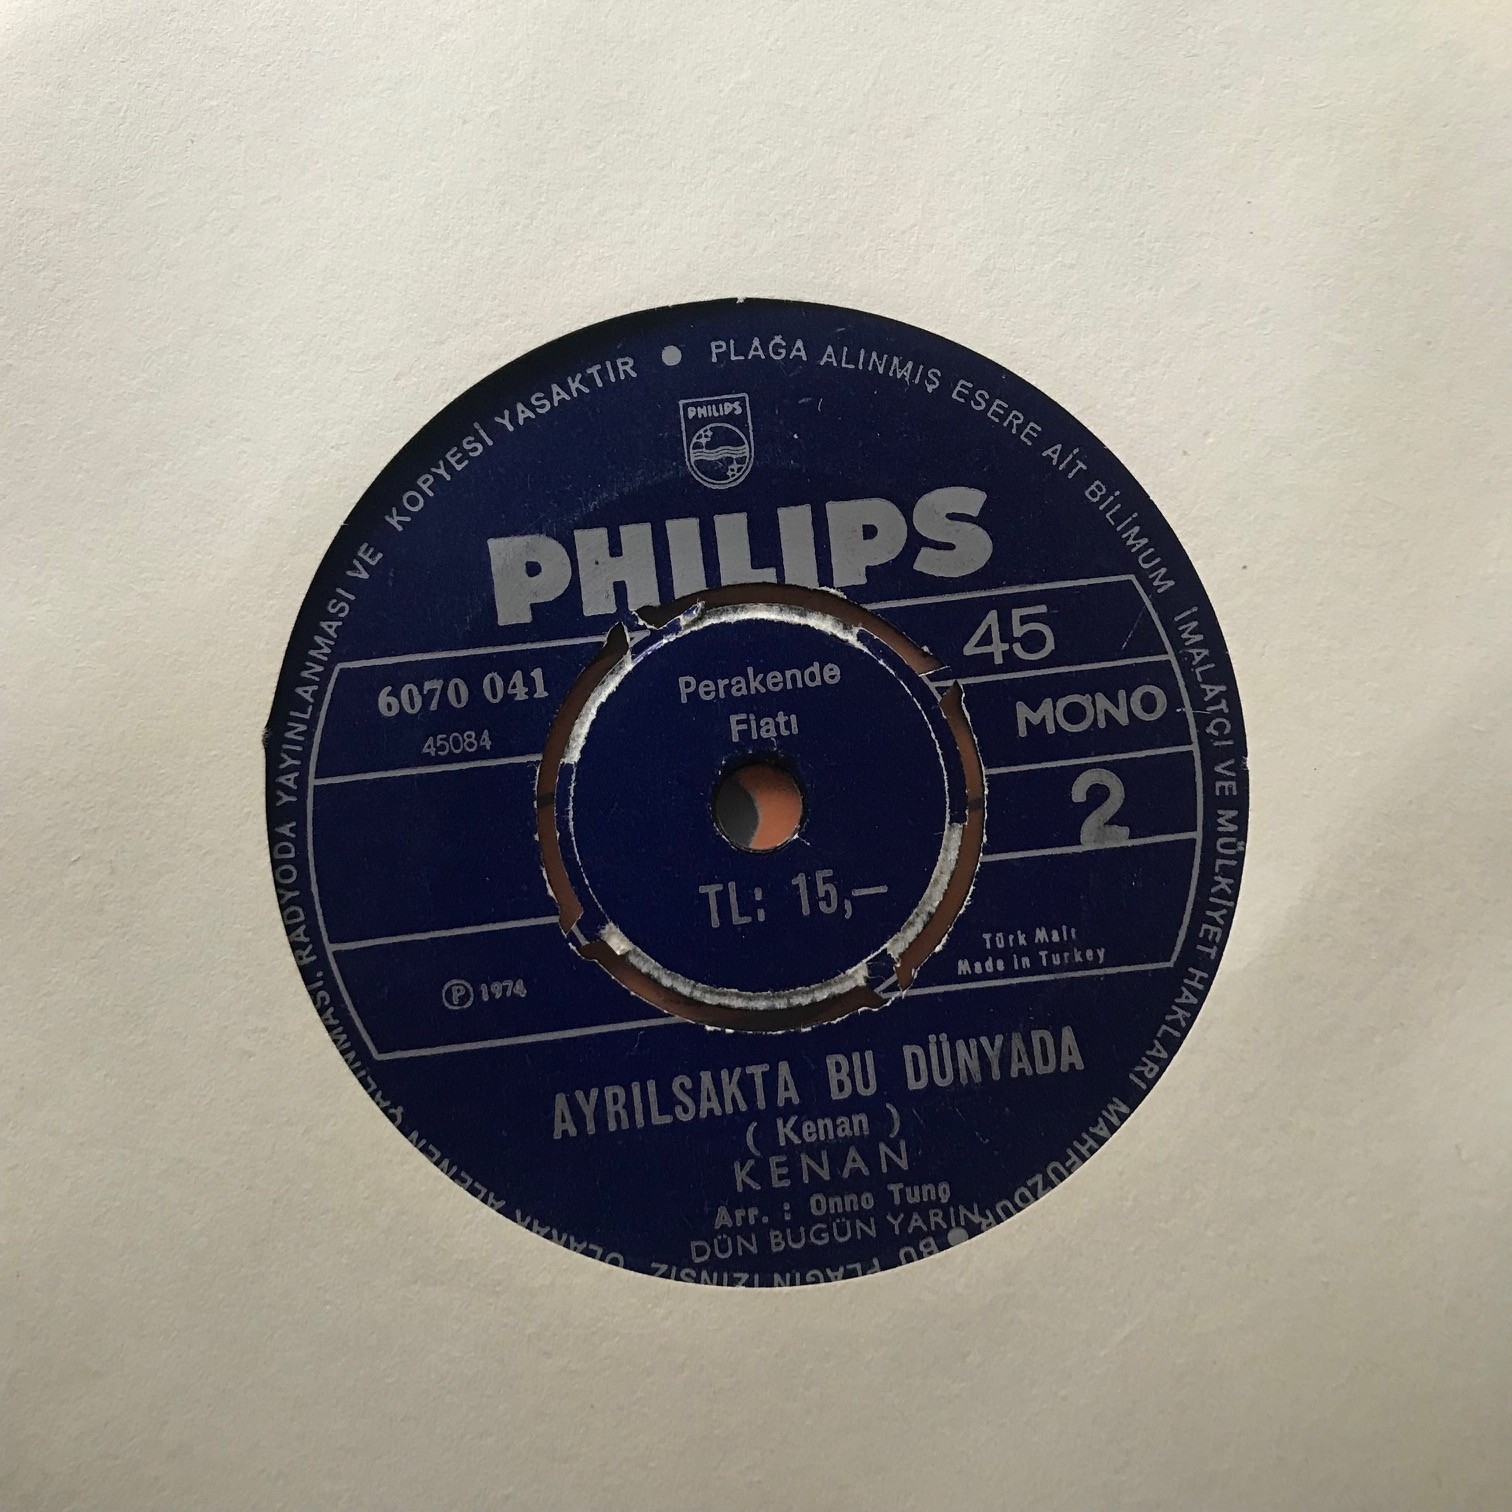 PLAĞA ALINMIŞ ESERE AİT BİLİMUM İMALÂTÇI VE MÜLKİYET HAKLARI MAHFUZDUR ● BU PLAĞIN İZİNSİZ OLARAK ALENEN ÇALINMASI, RADYODA YAYINLANMASI VE KOPYESİ YASAKTIR ●
PHILIPS
PHILIPS
45
6070 041
MONO
45084
Perakende
Fiatı
2
TL: 15,—
Türk Malı
Made in Turkey
Ⓟ 1974
AYRILSAKTA BU DÜNYADA
( Kenan )
KENAN
Arr. : Onno Tunç
DÜN BUGÜN YARIN